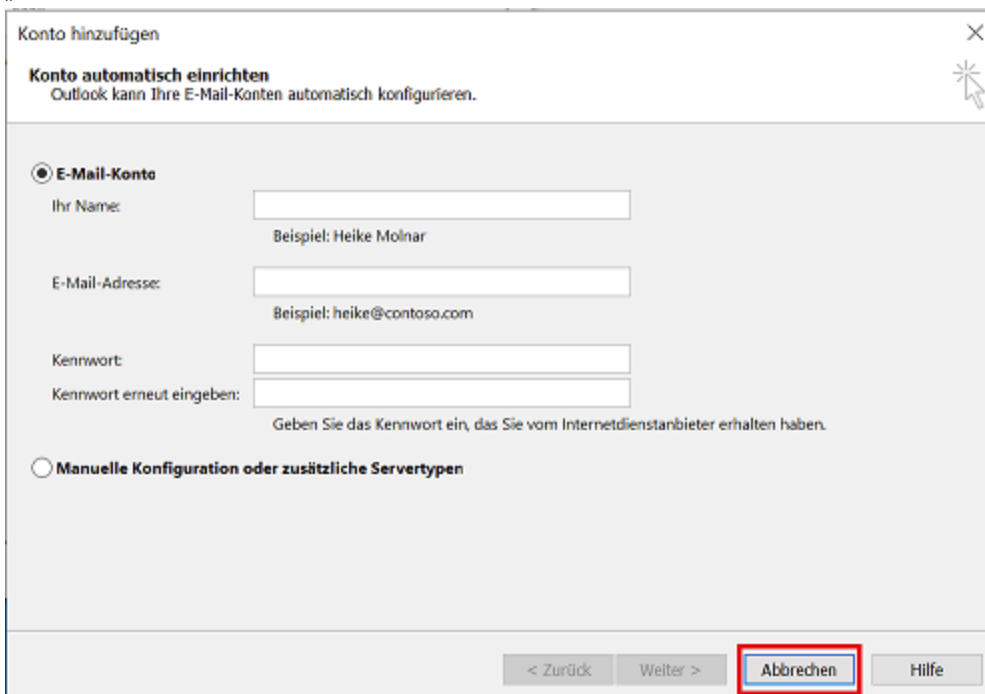 Konto hinzufügen
Konto automatisch einrichten
Outlook kann Ihre E-Mail-Konten automatisch konfigurieren.
E-Mail-Konto
Ihr Name:
Beispiel: Heike Molnar
E-Mail-Adresse:
Beispiel: heike@contoso.com
Kennwort:
Kennwort erneut eingeben:
Geben Sie das Kennwort ein, das Sie vom Internetdienstanbieter erhalten haben.
Manuelle Konfiguration oder zusätzliche Servertypen
< Zurück Weiter > Abbrechen Hilfe